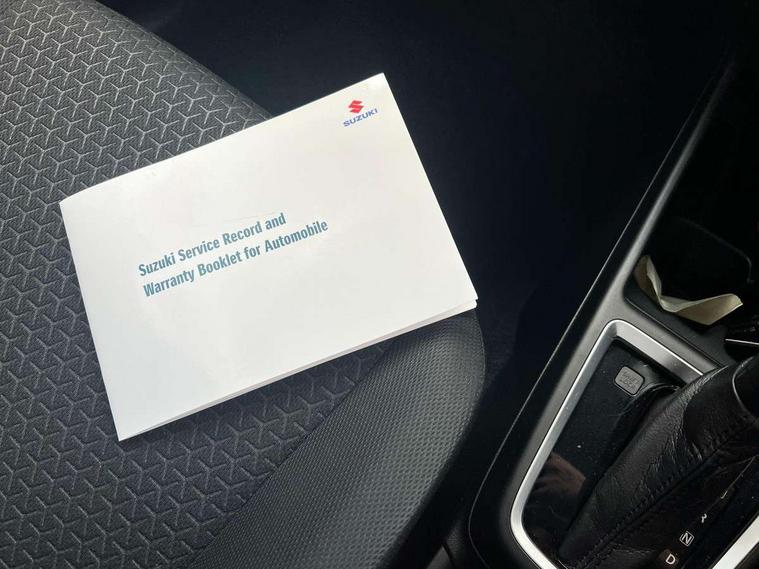 SUZUKI
Suzuki Service Record and
Warranty Booklet for Automobile
R
N
D